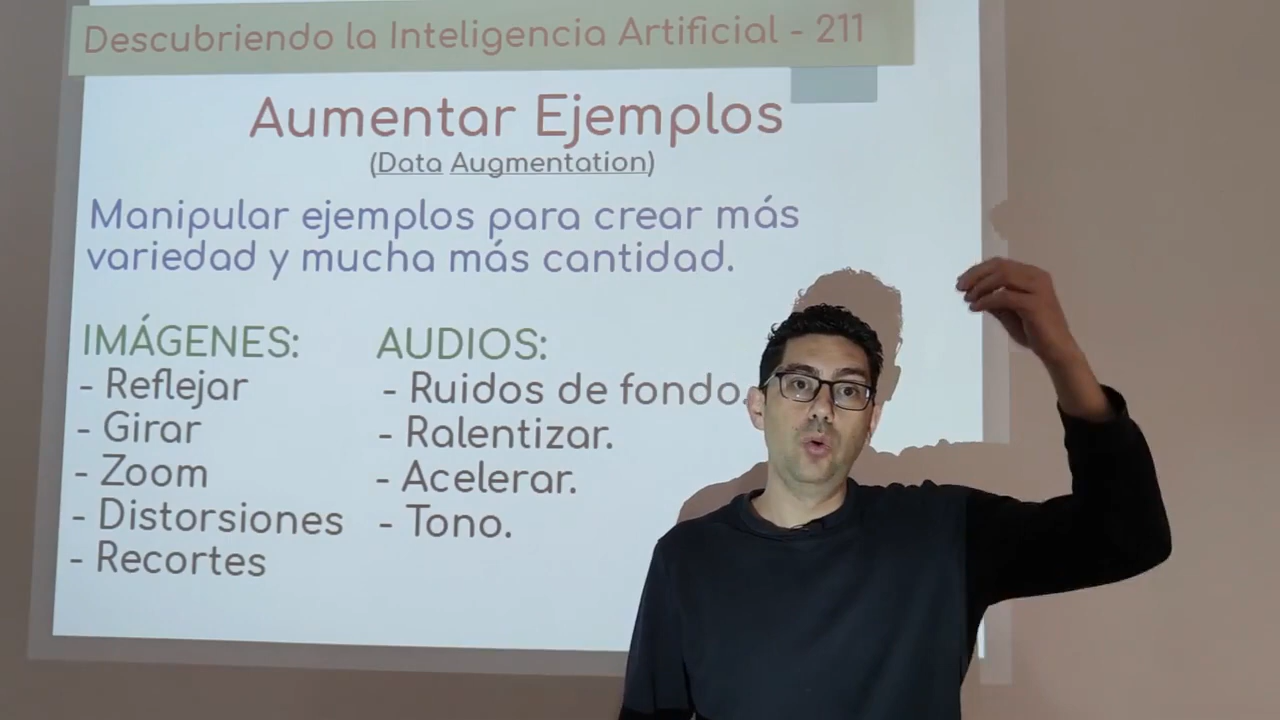 Descubriendo la Inteligencia Artificial - 211
Aumentar Ejemplos
(Data Augmentation)
Manipular ejemplos para crear más
variedad y mucha más cantidad.
IMÁGENES:
- Reflejar
- Girar
- Zoom
- Distorsiones
- Recortes
AUDIOS:
- Ruidos de fondo.
- Ralentizar.
- Acelerar.
- Tono.